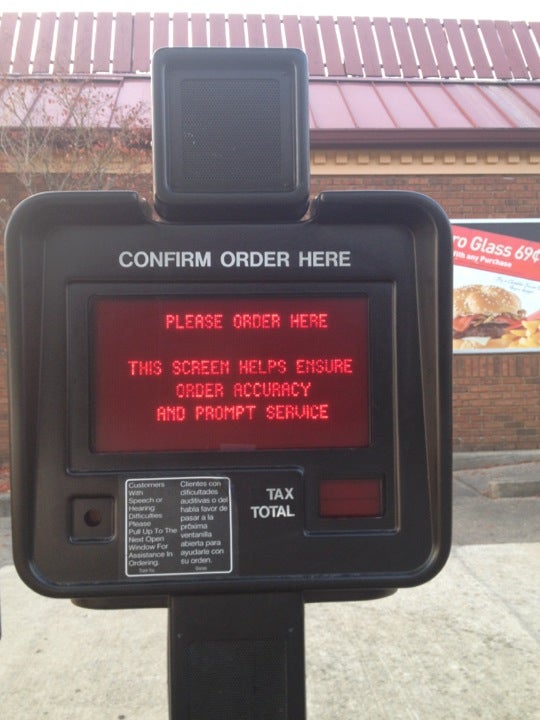 CONFIRM ORDER HERE
PLEASE ORDER HERE
THIS SCREEN HELPS ENSURE
ORDER ACCURACY
AND PROMPT SERVICE
Customers
With
Speech or
Hearing
Difficulties
Please
Pull Up To The
Next Open
Window For
Assistance In
Ordering.
Thank You
Clientes con
dificultades
auditivas o del
habla favor de
pasar a la
próxima
ventanilla
abierta para
ayudarle con
su orden.
Gracias
TAX
TOTAL
ro Glass 69¢
With any Purchase